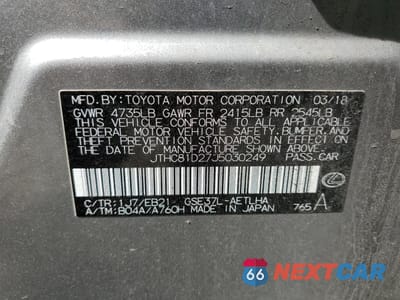 MFD.BY:TOYOTA MOTOR CORPORATION 03/18
GVWR 4735LB GAWR FR 2415LB RR 2545LB
THIS VEHICLE CONFORMS TO ALL APPLICABLE
FEDERAL MOTOR VEHICLE SAFETY,BUMPER,AND
THEFT PREVENTION STANDARDS IN EFFECT ON
THE DATE OF MANUFACTURE SHOWN ABOVE.
JTHC81D27J5030249 PASS.CAR
C/TR:1J7/EB21 GSE37L-AETLHA
A/TM:B04A/A760H MADE IN JAPAN 765 A
66 NEXTCAR